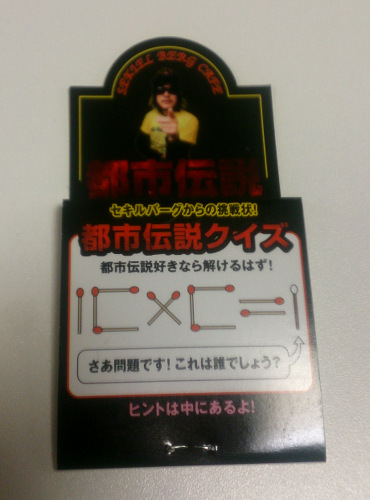 SEKILL BERG CAFE
都市伝説
セキルバーグからの挑戦状!
都市伝説クイズ
都市伝説好きなら解けるはず!
さあ問題です!これは誰でしょう?
ヒントは中にあるよ!